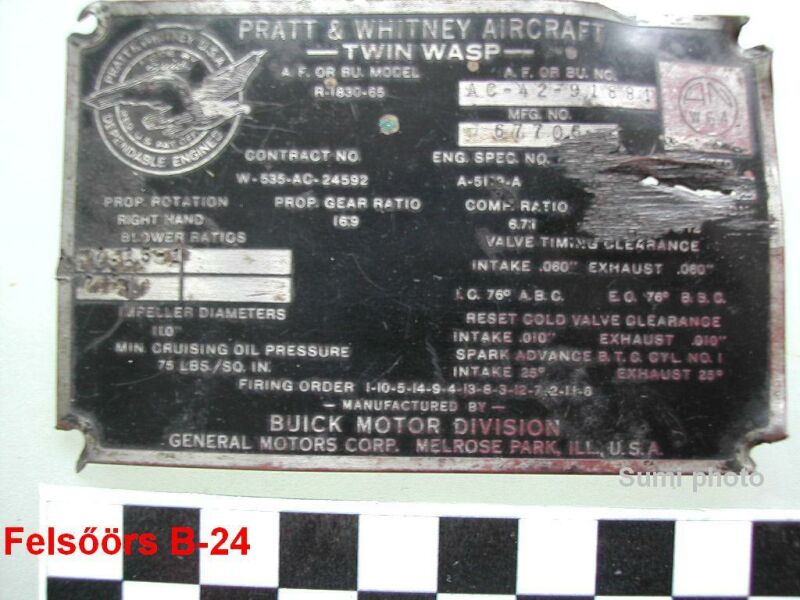 PRATT & WHITNEY AIRCRAFT
TWIN WASP
PRATT & WHITNEY U.S.A.
DEPENDABLE ENGINES
A.F. OR BU. MODEL
R-1830-65
A.F. OR BU. NO.
AC-42-91881
MFG. NO.
CONTRACT NO.
W-535-AC-24592
ENG. SPEC. NO.
PROP. ROTATION
RIGHT HAND
PROP. GEAR RATIO
16:9
COMP. RATIO
6.7:1
BLOWER RATIOS
VALVE TIMING CLEARANCE
INTAKE .060" EXHAUST .060"
I.C. 76° A.B.C. E.O. 76° B.B.C.
IMPELLER DIAMETERS
11.0"
RESET COLD VALVE CLEARANCE
INTAKE .010" EXHAUST .010"
MIN. CRUISING OIL PRESSURE
75 LBS./SQ. IN.
SPARK ADVANCE B.T.C. CYL. NO. 1
INTAKE 25° EXHAUST 25°
FIRING ORDER 1-10-5-14-9-4-13-8-3-12-7-2-11-6
— MANUFACTURED BY —
BUICK MOTOR DIVISION
GENERAL MOTORS CORP. MELROSE PARK, ILL., U.S.A.
Sumi photo
Felsőörs B-24